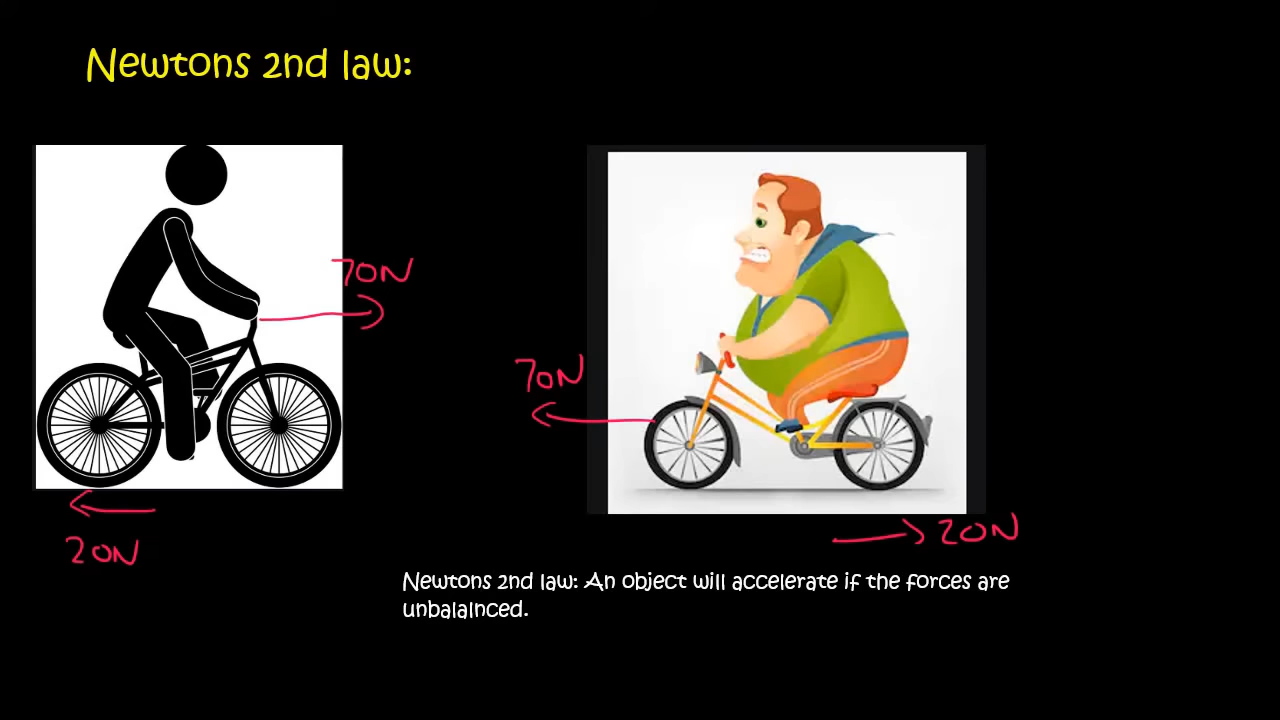 Newtons 2nd law:
70N
70N
20N
20N
Newtons 2nd law: An object will accelerate if the forces are
unbalalnced.